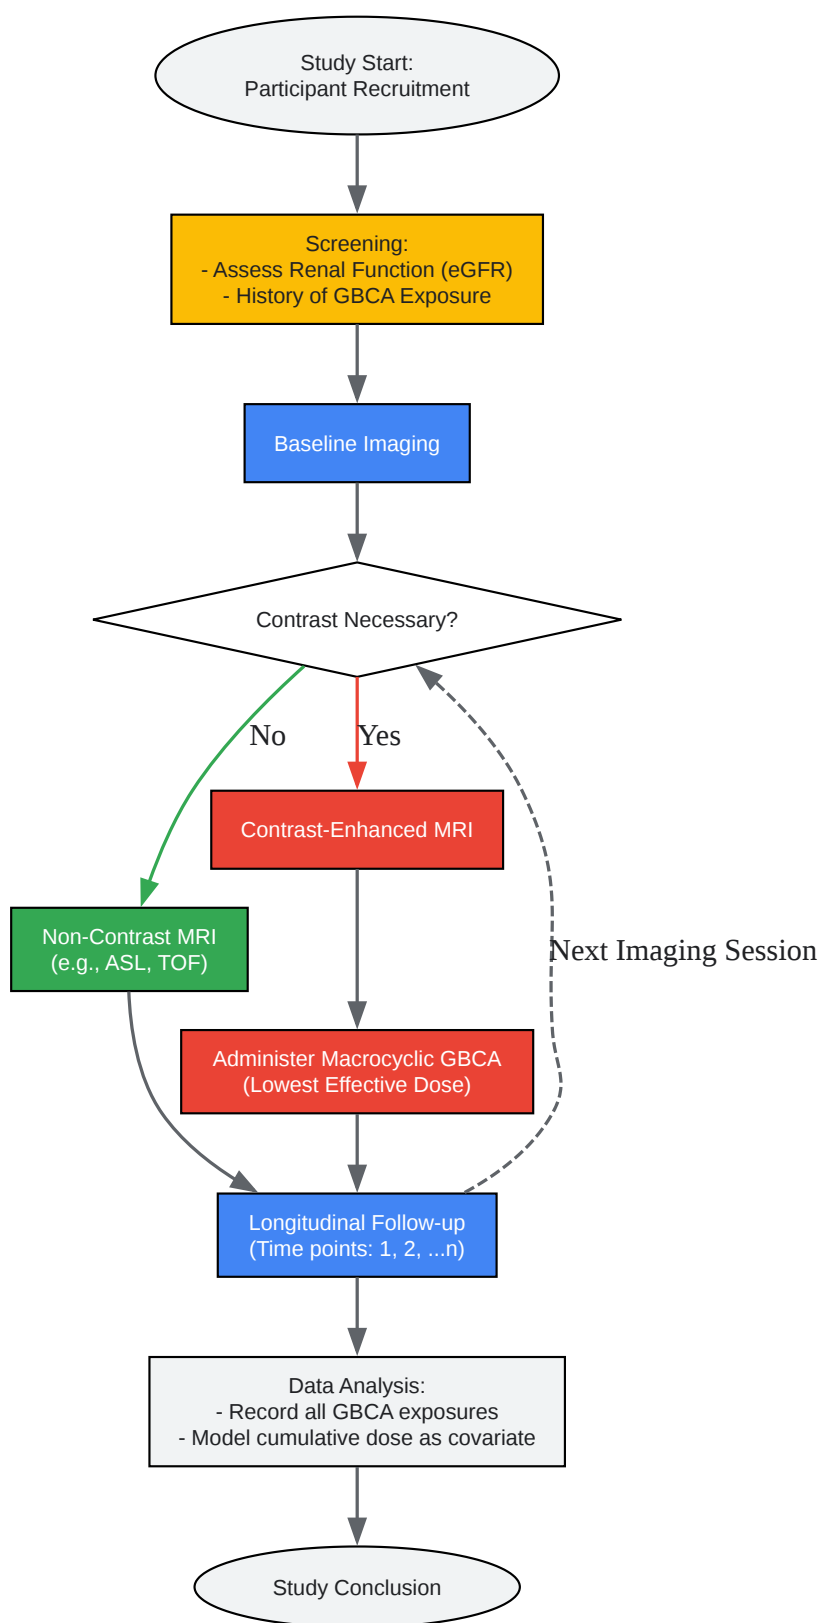 Study Start:
Participant Recruitment
Screening:
- Assess Renal Function (eGFR)
- History of GBCA Exposure
Baseline Imaging
Contrast Necessary?
No
Yes
Contrast-Enhanced MRI
Non-Contrast MRI
(e.g., ASL, TOF)
Next Imaging Session
Administer Macrocyclic GBCA
(Lowest Effective Dose)
Longitudinal Follow-up
(Time points: 1, 2, ...n)
Data Analysis:
- Record all GBCA exposures
- Model cumulative dose as covariate
Study Conclusion